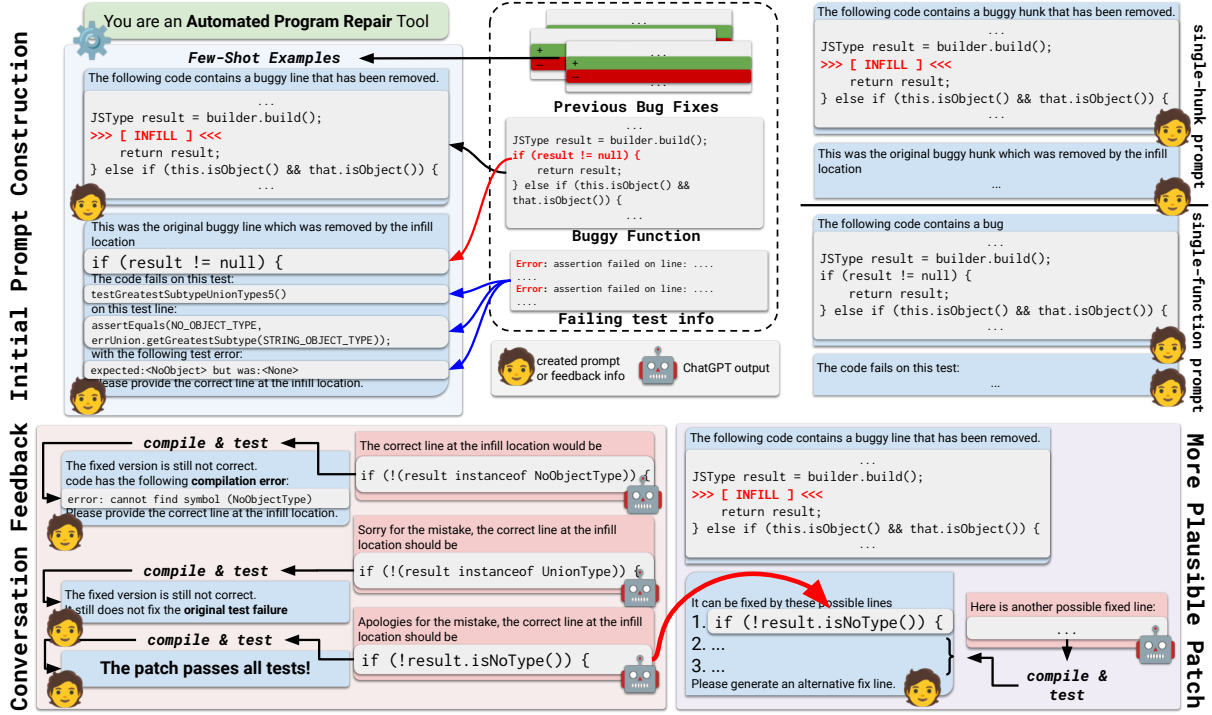 Initial Prompt Construction
You are an Automated Program Repair Tool
Few-Shot Examples
The following code contains a buggy line that has been removed.
...
JSType result = builder.build();
>>> [ INFILL ] <<<
return result;
} else if (this.isObject() && that.isObject()) {
...
This was the original buggy line which was removed by the infill
location
if (result != null) {
The code fails on this test:
testGreatestSubtypeUnionTypes5()
on this test line:
assertEquals(NO_OBJECT_TYPE,
errUnion.getGreatestSubtype(STRING_OBJECT_TYPE));
with the following test error:
expected:<NoObject> but was:<None>
Please provide the correct line at the infill location.
...
...
+
-
+
-
...
Previous Bug Fixes
...
JSType result = builder.build();
if (result != null) {
return result;
} else if (this.isObject() &&
that.isObject()) {
...
Buggy Function
Error: assertion failed on line: ....
....
Error: assertion failed on line: ....
....
Failing test info
created prompt
or feedback info
ChatGPT output
single-hunk prompt
The following code contains a buggy hunk that has been removed.
...
JSType result = builder.build();
>>> [ INFILL ] <<<
return result;
} else if (this.isObject() && that.isObject()) {
...
This was the original buggy hunk which was removed by the infill
location
...
single-function prompt
The following code contains a bug
...
JSType result = builder.build();
if (result != null) {
return result;
} else if (this.isObject() && that.isObject()) {
...
The code fails on this test:
...
Conversation Feedback
compile & test
The correct line at the infill location would be
if (!(result instanceof NoObjectType)) {
The fixed version is still not correct.
code has the following compilation error:
error: cannot find symbol (NoObjectType)
Please provide the correct line at the infill location.
Sorry for the mistake, the correct line at the infill
location should be
if (!(result instanceof UnionType)) {
compile & test
The fixed version is still not correct.
It still does not fix the original test failure
Apologies for the mistake, the correct line at the infill
location should be
if (!result.isNoType()) {
compile & test
The patch passes all tests!
More Plausible Patch
The following code contains a buggy line that has been removed.
...
JSType result = builder.build();
>>> [ INFILL ] <<<
return result;
} else if (this.isObject() && that.isObject()) {
...
It can be fixed by these possible lines
1. if (!result.isNoType()) {
2. ...
3. ...
Please generate an alternative fix line.
}
Here is another possible fixed line:
...
compile &
test